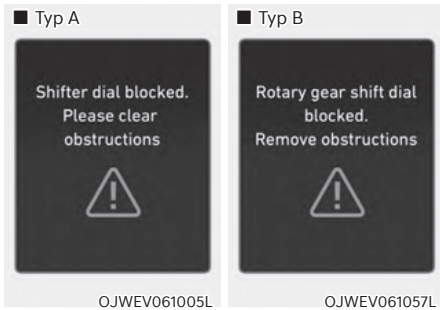 ■ Typ A
Shifter dial blocked.
Please clear
obstructions
OJWEV061005L
■ Typ B
Rotary gear shift dial
blocked.
Remove obstructions
OJWEV061057L